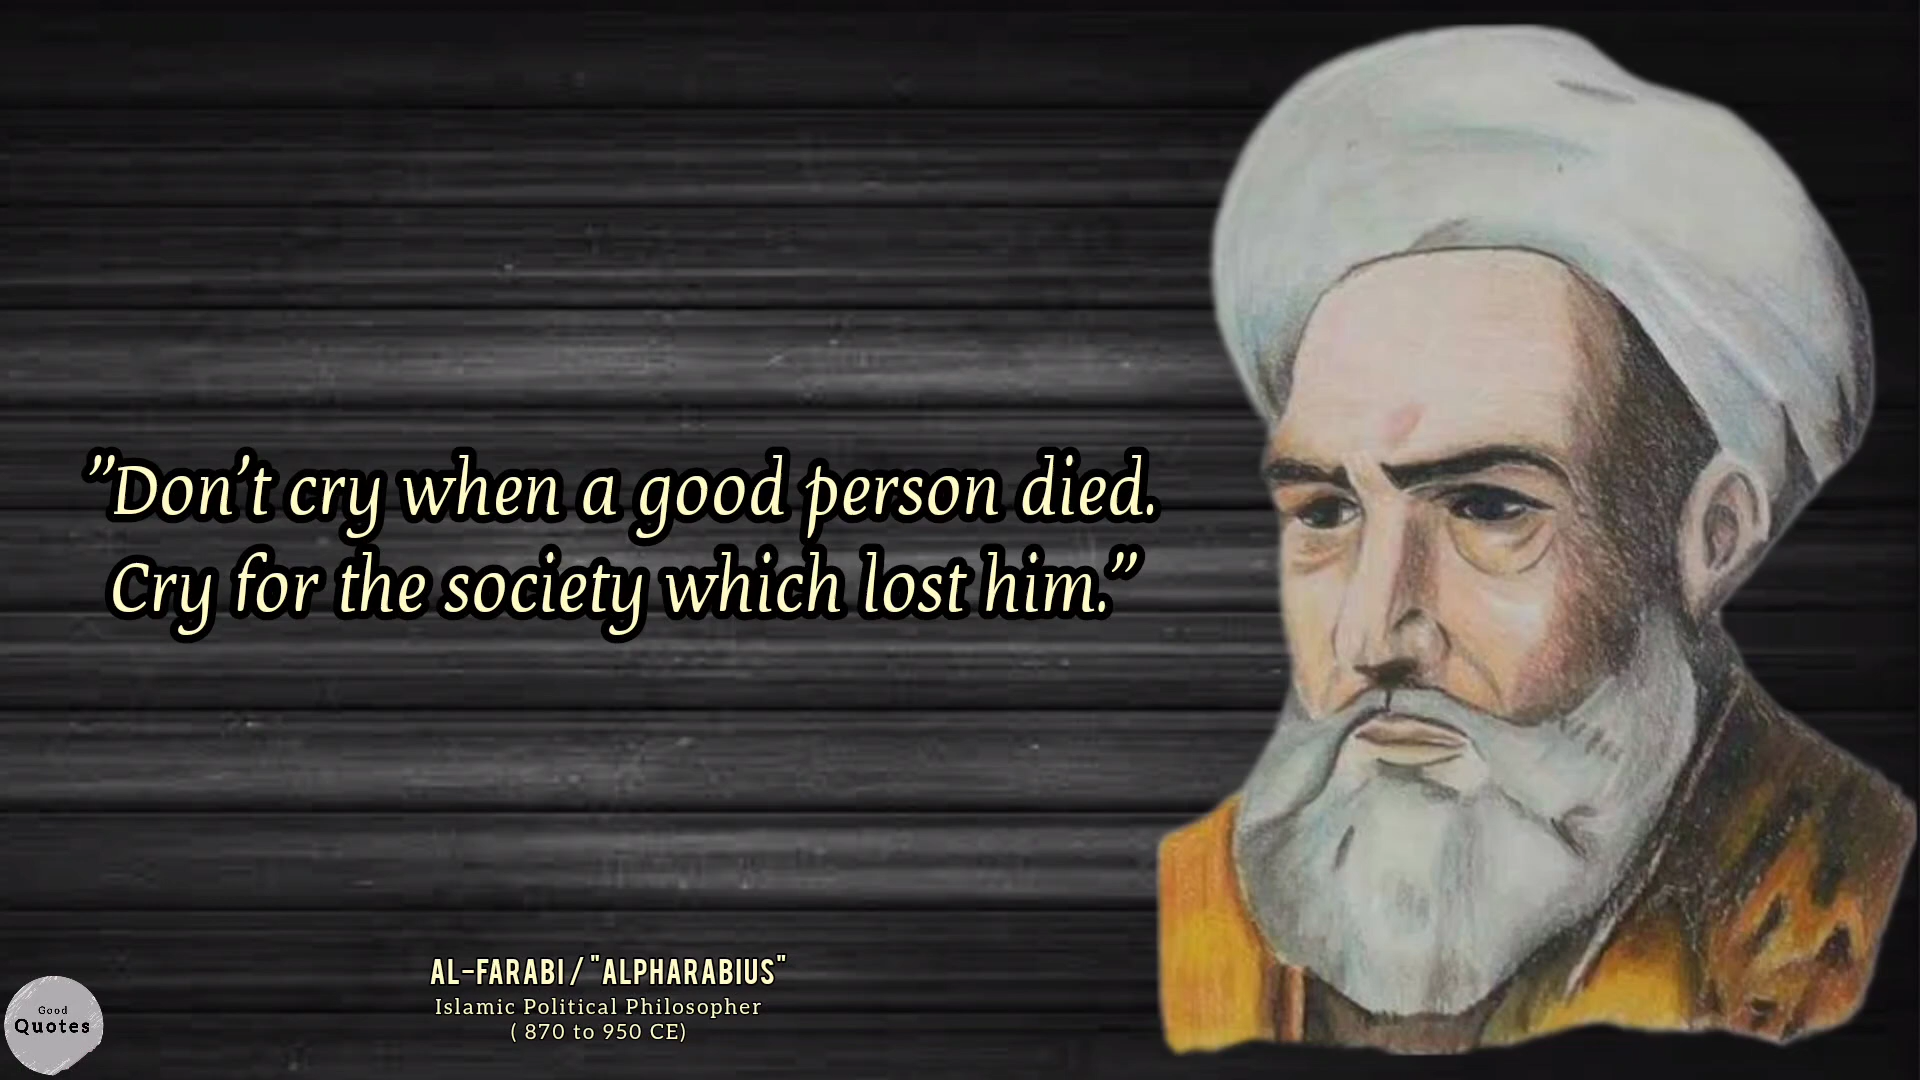 ”Don’t cry when a good person died.
Cry for the society which lost him.”
AL-FARABI / "ALPHARABIUS"
Islamic Political Philosopher
( 870 to 950 CE)
Good
Quotes